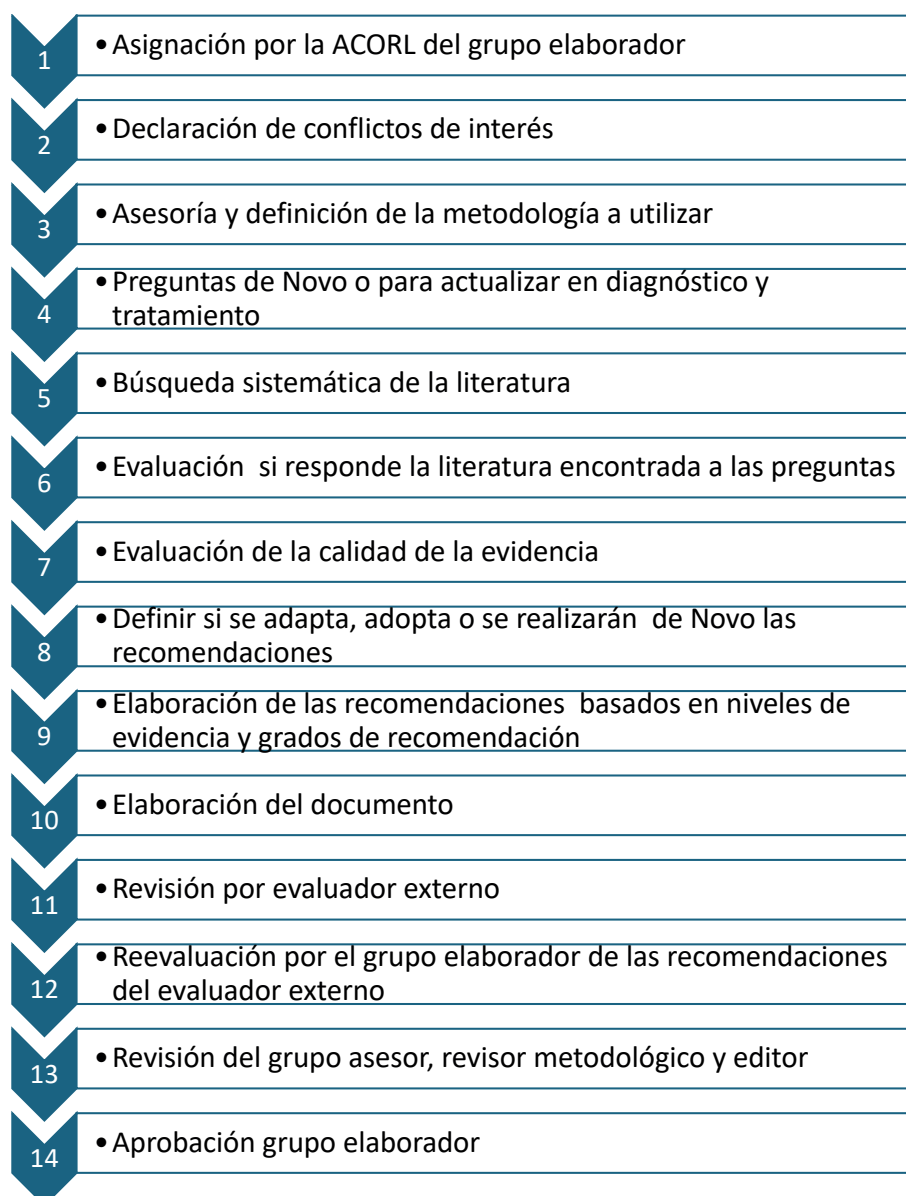 1
• Asignación por la ACORL del grupo elaborador
2
• Declaración de conflictos de interés
3
• Asesoría y definición de la metodología a utilizar
4
• Preguntas de Novo o para actualizar en diagnóstico y
tratamiento
5
• Búsqueda sistemática de la literatura
6
• Evaluación  si responde la literatura encontrada a las preguntas
7
• Evaluación de la calidad de la evidencia
8
• Definir si se adapta, adopta o se realizarán  de Novo las
recomendaciones
9
• Elaboración de las recomendaciones  basados en niveles de
evidencia y grados de recomendación
10
• Elaboración del documento
11
• Revisión por evaluador externo
12
• Reevaluación por el grupo elaborador de las recomendaciones
del evaluador externo
13
• Revisión del grupo asesor, revisor metodológico y editor
14
• Aprobación grupo elaborador